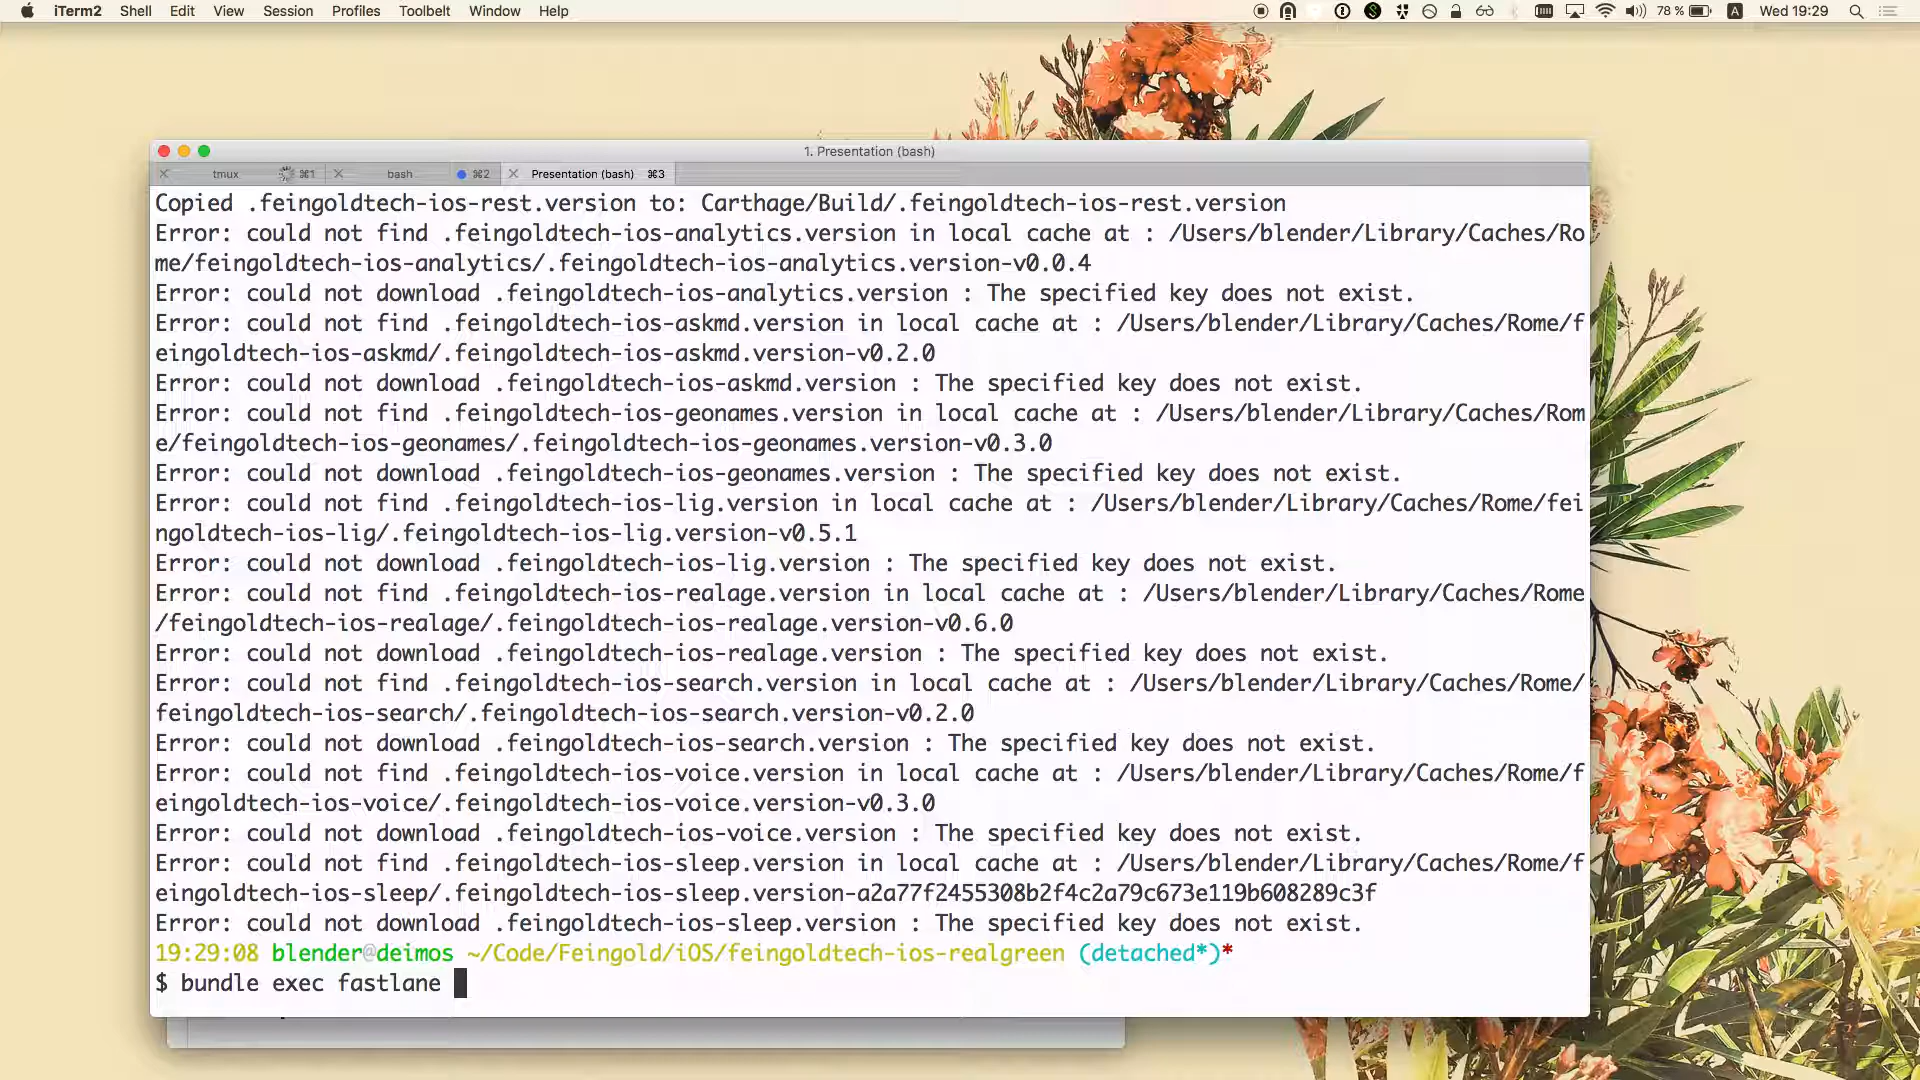 iTerm2 Shell Edit View Session Profiles Toolbelt Window Help 78 % A Wed 19:29
1. Presentation (bash)
tmux ⌘1 bash ⌘2 Presentation (bash) ⌘3
Copied .feingoldtech-ios-rest.version to: Carthage/Build/.feingoldtech-ios-rest.version
Error: could not find .feingoldtech-ios-analytics.version in local cache at : /Users/blender/Library/Caches/Ro
me/feingoldtech-ios-analytics/.feingoldtech-ios-analytics.version-v0.0.4
Error: could not download .feingoldtech-ios-analytics.version : The specified key does not exist.
Error: could not find .feingoldtech-ios-askmd.version in local cache at : /Users/blender/Library/Caches/Rome/f
eingoldtech-ios-askmd/.feingoldtech-ios-askmd.version-v0.2.0
Error: could not download .feingoldtech-ios-askmd.version : The specified key does not exist.
Error: could not find .feingoldtech-ios-geonames.version in local cache at : /Users/blender/Library/Caches/Rom
e/feingoldtech-ios-geonames/.feingoldtech-ios-geonames.version-v0.3.0
Error: could not download .feingoldtech-ios-geonames.version : The specified key does not exist.
Error: could not find .feingoldtech-ios-lig.version in local cache at : /Users/blender/Library/Caches/Rome/fei
ngoldtech-ios-lig/.feingoldtech-ios-lig.version-v0.5.1
Error: could not download .feingoldtech-ios-lig.version : The specified key does not exist.
Error: could not find .feingoldtech-ios-realage.version in local cache at : /Users/blender/Library/Caches/Rome
/feingoldtech-ios-realage/.feingoldtech-ios-realage.version-v0.6.0
Error: could not download .feingoldtech-ios-realage.version : The specified key does not exist.
Error: could not find .feingoldtech-ios-search.version in local cache at : /Users/blender/Library/Caches/Rome/
feingoldtech-ios-search/.feingoldtech-ios-search.version-v0.2.0
Error: could not download .feingoldtech-ios-search.version : The specified key does not exist.
Error: could not find .feingoldtech-ios-voice.version in local cache at : /Users/blender/Library/Caches/Rome/f
eingoldtech-ios-voice/.feingoldtech-ios-voice.version-v0.3.0
Error: could not download .feingoldtech-ios-voice.version : The specified key does not exist.
Error: could not find .feingoldtech-ios-sleep.version in local cache at : /Users/blender/Library/Caches/Rome/f
eingoldtech-ios-sleep/.feingoldtech-ios-sleep.version-a2a77f2455308b2f4c2a79c673e119b608289c3f
Error: could not download .feingoldtech-ios-sleep.version : The specified key does not exist.
19:29:08 blender@deimos ~/Code/Feingold/iOS/feingoldtech-ios-realgreen (detached*)*
$ bundle exec fastlane